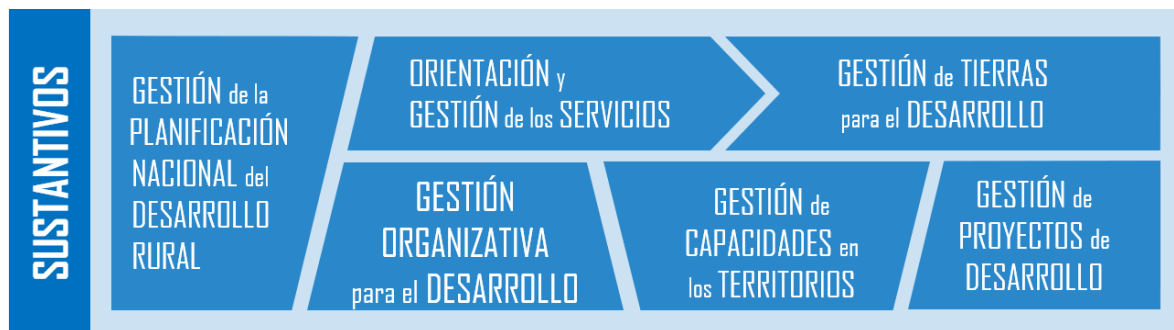 SUSTANTIVOS
GESTIÓN de la
PLANIFICACIÓN
NACIONAL del
DESARROLLO
RURAL
ORIENTACIÓN y
GESTIÓN de los SERVICIOS
GESTIÓN de TIERRAS
para el DESARROLLO
GESTIÓN
ORGANIZATIVA
para el DESARROLLO
GESTIÓN de
CAPACIDADES en
los TERRITORIOS
GESTIÓN de
PROYECTOS de
DESARROLLO